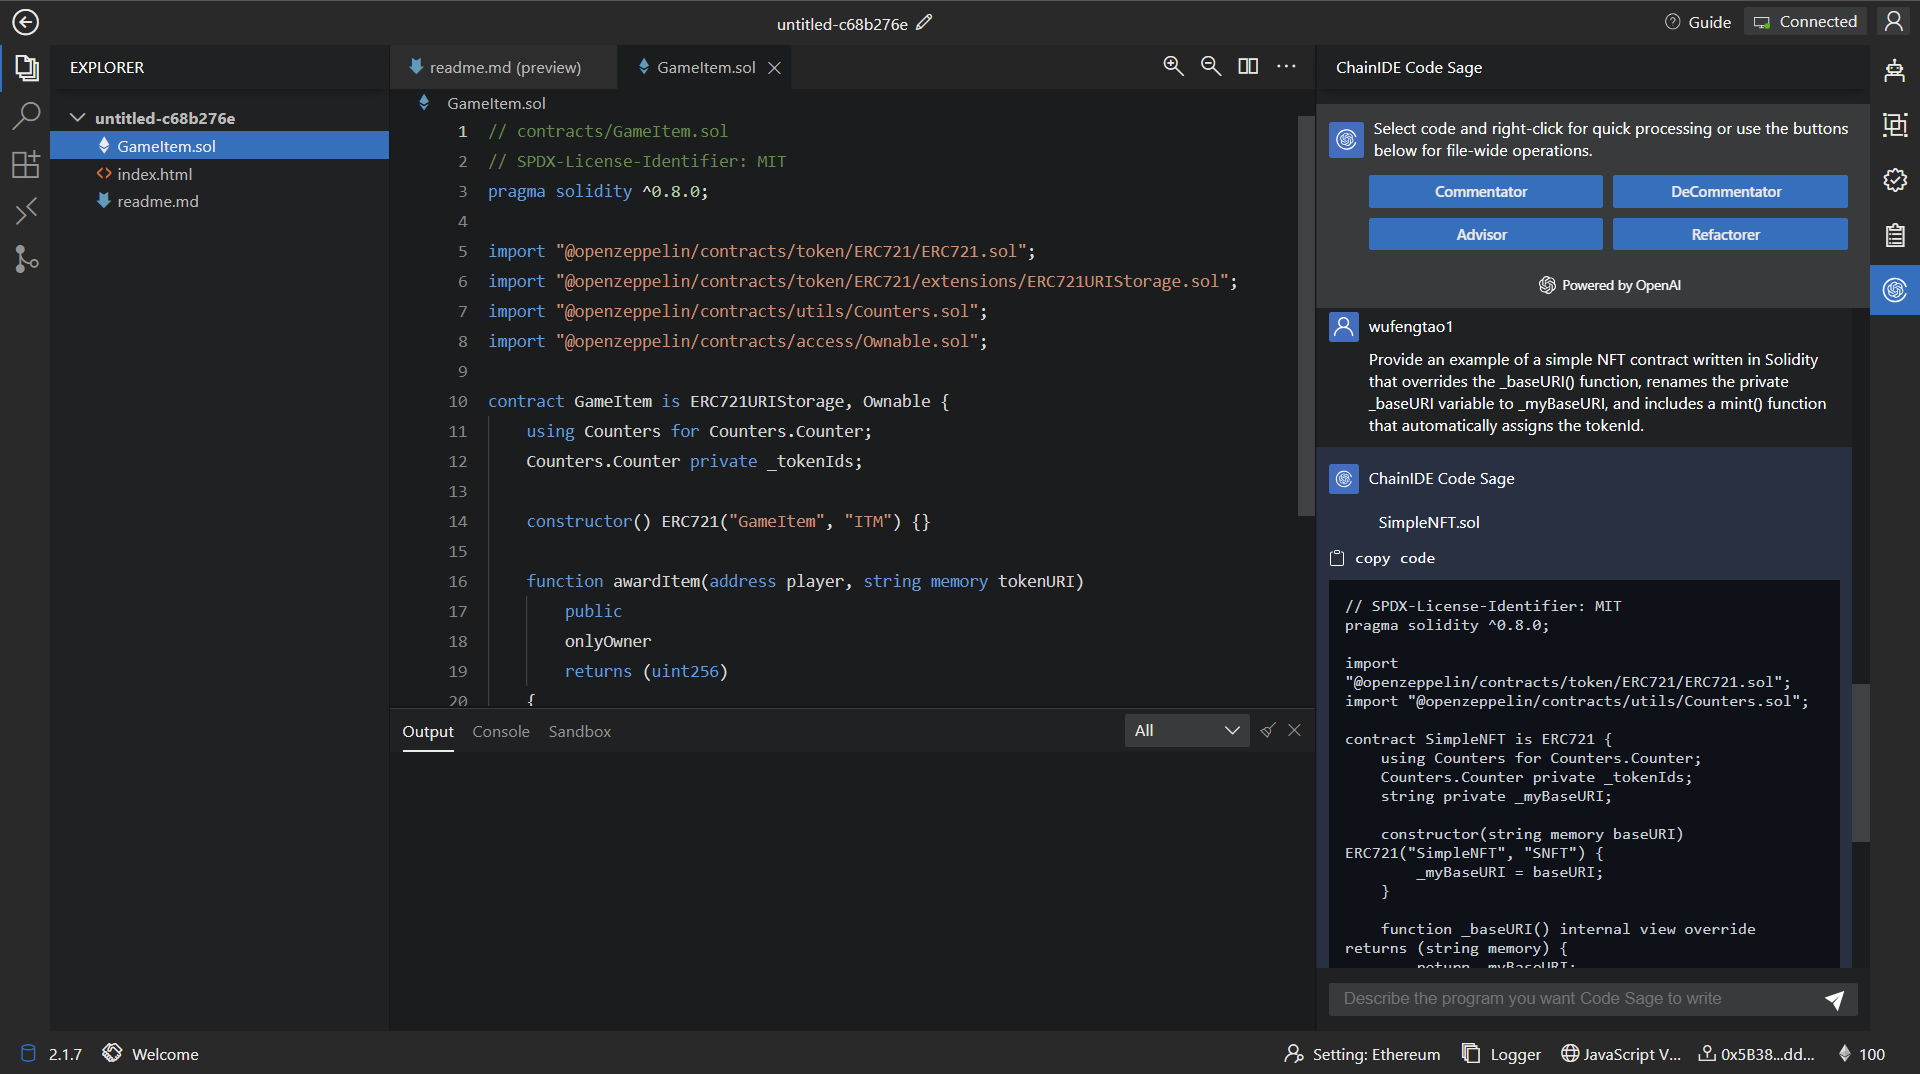 untitled-c68b276e
Guide
Connected
EXPLORER
untitled-c68b276e
GameItem.sol
index.html
readme.md
readme.md (preview)
GameItem.sol
GameItem.sol
1 // contracts/GameItem.sol
2 // SPDX-License-Identifier: MIT
3 pragma solidity ^0.8.0;
4
5 import "@openzeppelin/contracts/token/ERC721/ERC721.sol";
6 import "@openzeppelin/contracts/token/ERC721/extensions/ERC721URIStorage.sol";
7 import "@openzeppelin/contracts/utils/Counters.sol";
8 import "@openzeppelin/contracts/access/Ownable.sol";
9
10 contract GameItem is ERC721URIStorage, Ownable {
11 using Counters for Counters.Counter;
12 Counters.Counter private _tokenIds;
13
14 constructor() ERC721("GameItem", "ITM") {}
15
16 function awardItem(address player, string memory tokenURI)
17 public
18 onlyOwner
19 returns (uint256)
20 {
Output Console Sandbox
All
ChainIDE Code Sage
Select code and right-click for quick processing or use the buttons
below for file-wide operations.
Commentator DeCommentator
Advisor Refactorer
Powered by OpenAI
wufengtao1
Provide an example of a simple NFT contract written in Solidity
that overrides the _baseURI() function, renames the private
_baseURI variable to _myBaseURI, and includes a mint() function
that automatically assigns the tokenId.
ChainIDE Code Sage
SimpleNFT.sol
copy code
// SPDX-License-Identifier: MIT
pragma solidity ^0.8.0;
import
"@openzeppelin/contracts/token/ERC721/ERC721.sol";
import "@openzeppelin/contracts/utils/Counters.sol";
contract SimpleNFT is ERC721 {
using Counters for Counters.Counter;
Counters.Counter private _tokenIds;
string private _myBaseURI;
constructor(string memory baseURI)
ERC721("SimpleNFT", "SNFT") {
_myBaseURI = baseURI;
}
function _baseURI() internal view override
returns (string memory) {
return _myBaseURI;
Describe the program you want Code Sage to write
2.1.7
Welcome
Setting: Ethereum
Logger
JavaScript V...
0x5B38...dd...
100